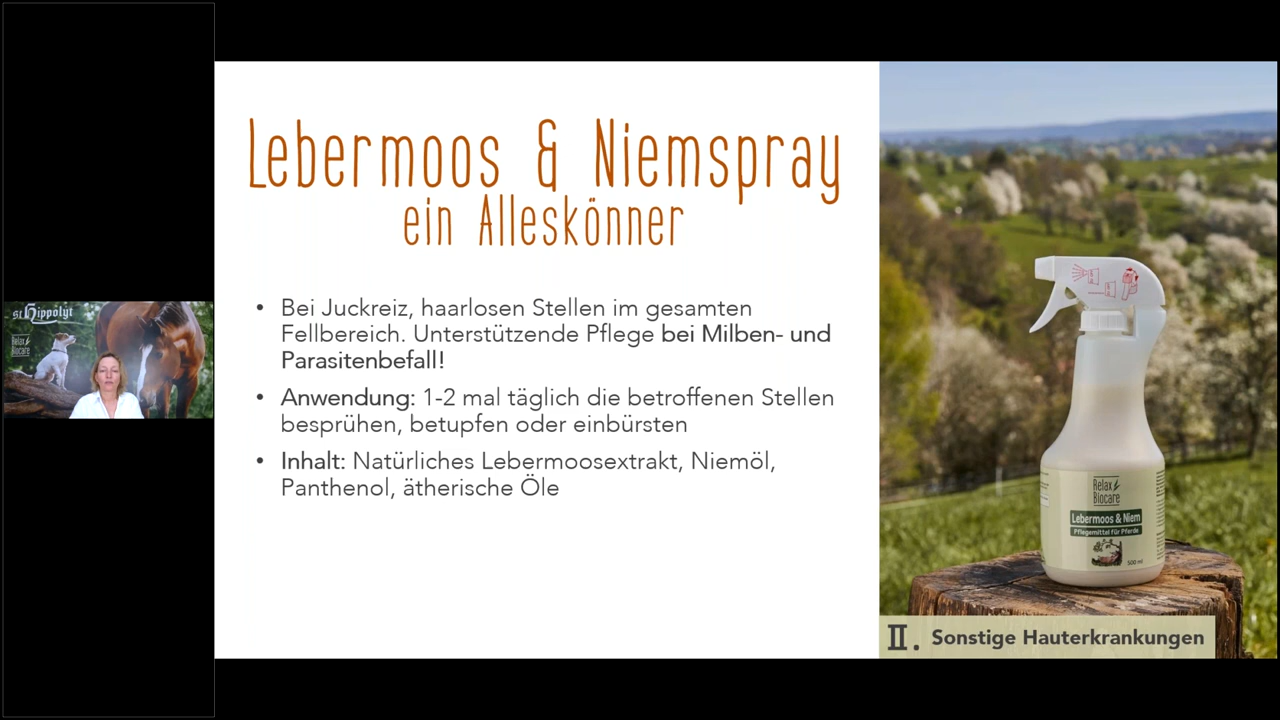 Lebermoos & Niemspray
ein Alleskönner
• Bei Juckreiz, haarlosen Stellen im gesamten
Fellbereich. Unterstützende Pflege bei Milben- und
Parasitenbefall!
• Anwendung: 1-2 mal täglich die betroffenen Stellen
besprühen, betupfen oder einbürsten
• Inhalt: Natürliches Lebermoosextrakt, Niemöl,
Panthenol, ätherische Öle
St. Hippolyt
Relax
Biocare
Relax
Biocare
Lebermoos & Niem
Pflegemittel für Pferde
500 ml
II. Sonstige Hauterkrankungen